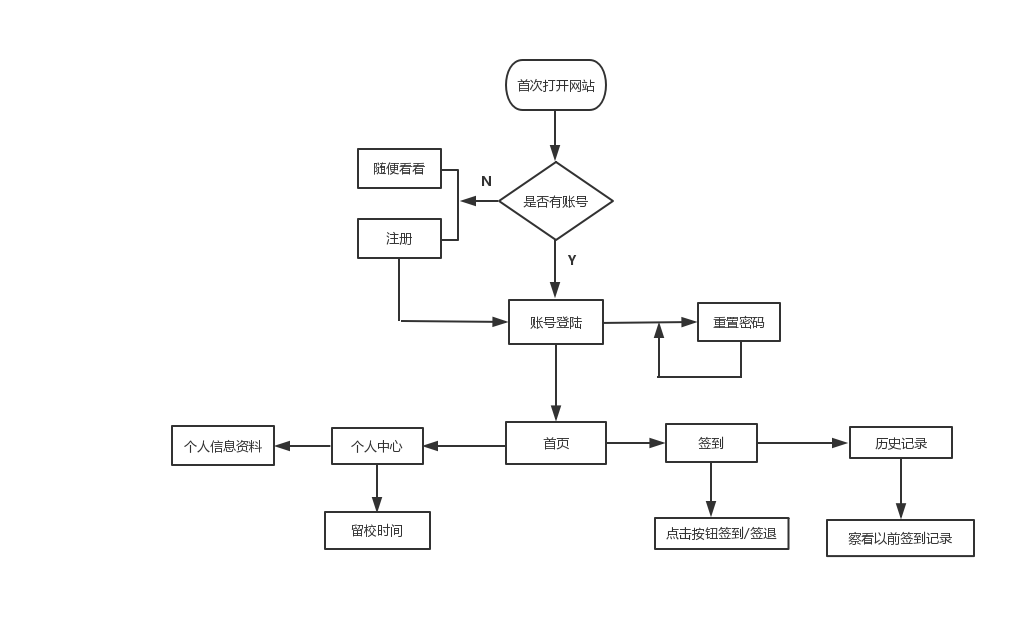 首次打开网站
随便看看
N
是否有账号
注册
Y
账号登陆
重置密码
个人信息资料
个人中心
首页
签到
历史记录
留校时间
点击按钮签到/签退
察看以前签到记录